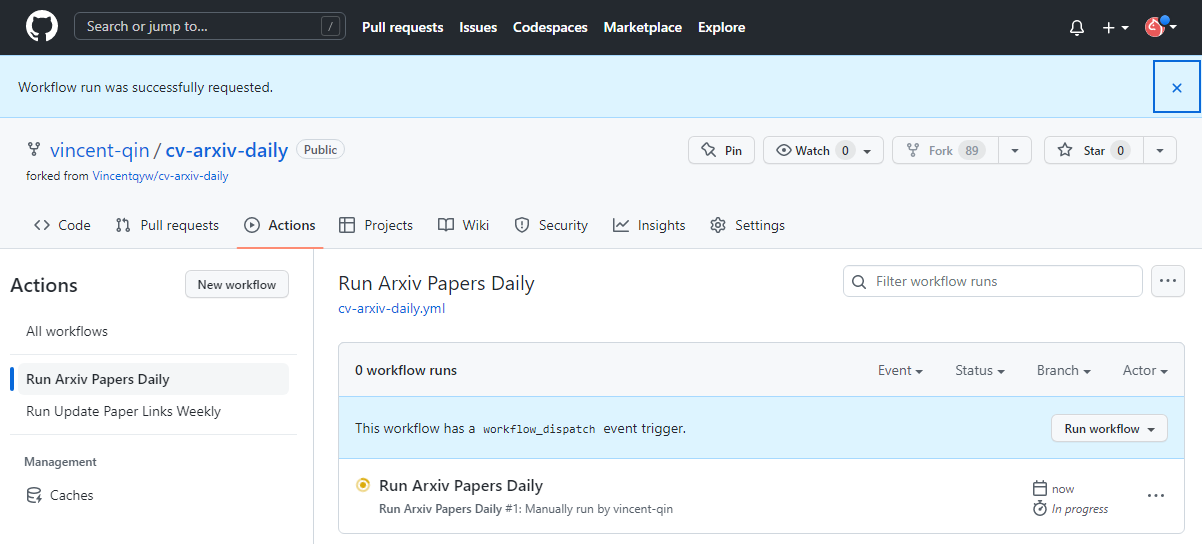 Search or jump to... / Pull requests Issues Codespaces Marketplace Explore
Workflow run was successfully requested.
vincent-qin / cv-arxiv-daily Public Pin Watch 0 Fork 89 Star 0
forked from Vincentqyw/cv-arxiv-daily
Code Pull requests Actions Projects Wiki Security Insights Settings
Actions New workflow
All workflows
Run Arxiv Papers Daily
Run Update Paper Links Weekly
Management
Caches
Run Arxiv Papers Daily Filter workflow runs
cv-arxiv-daily.yml
0 workflow runs Event Status Branch Actor
This workflow has a workflow_dispatch event trigger. Run workflow
Run Arxiv Papers Daily now
Run Arxiv Papers Daily #1: Manually run by vincent-qin In progress